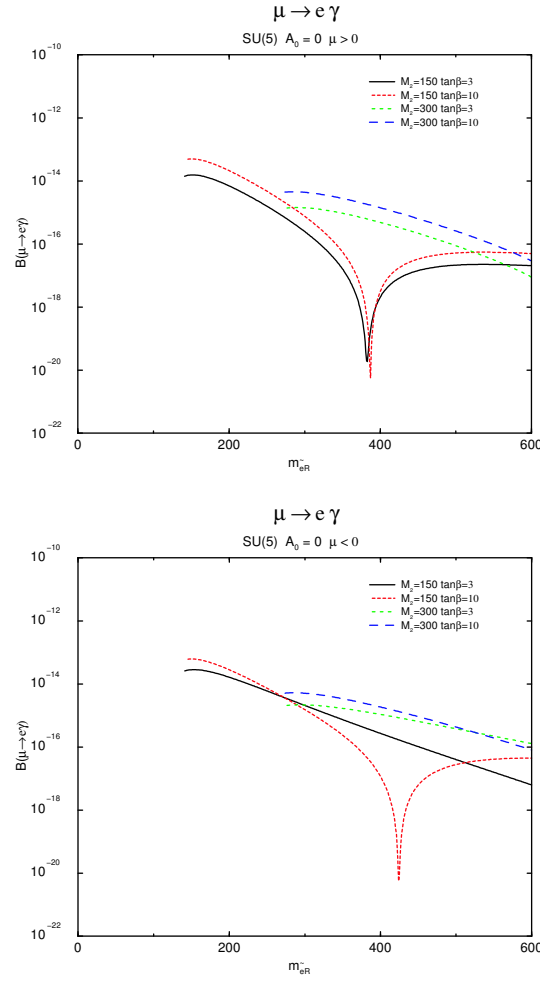 μ → e γ
SU(5) A₀ = 0 μ > 0
10⁻¹⁰
10⁻¹²
10⁻¹⁴
10⁻¹⁶
10⁻¹⁸
10⁻²⁰
10⁻²²
B(μ→eγ)
M₂=150 tanβ=3
M₂=150 tanβ=10
M₂=300 tanβ=3
M₂=300 tanβ=10
0 200 400 600
m_ẽR
μ → e γ
SU(5) A₀ = 0 μ < 0
10⁻¹⁰
10⁻¹²
10⁻¹⁴
10⁻¹⁶
10⁻¹⁸
10⁻²⁰
10⁻²²
B(μ→eγ)
M₂=150 tanβ=3
M₂=150 tanβ=10
M₂=300 tanβ=3
M₂=300 tanβ=10
0 200 400 600
m_ẽR